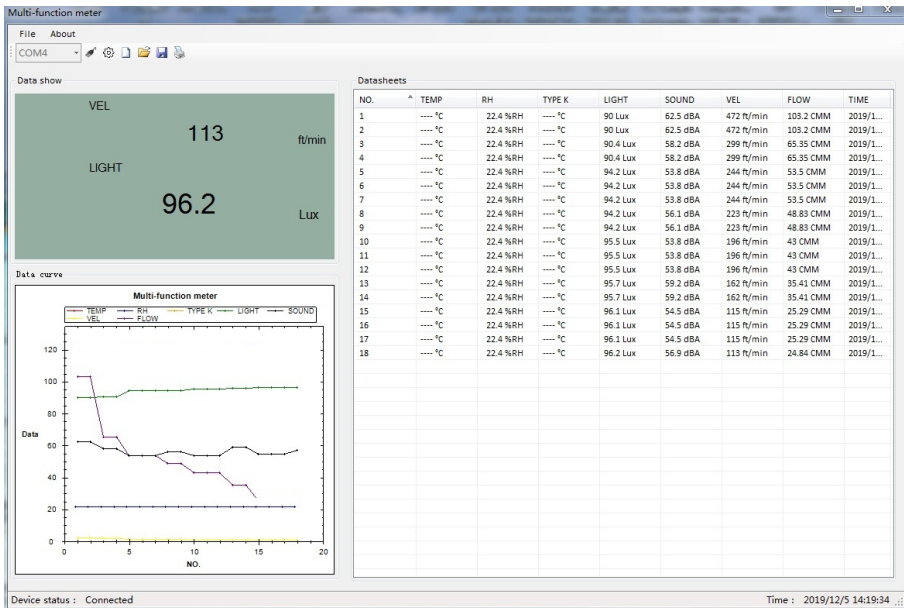 Multi-function meter
File About
COM4
Data show
VEL
113 ft/min
LIGHT
96.2 Lux
Data curve
Multi-function meter
TEMP RH TYPE K LIGHT SOUND
VEL FLOW
120
100
80
Data
60
40
20
0
0 5 10 15 20
NO.
Datasheets
NO. TEMP RH TYPE K LIGHT SOUND VEL FLOW TIME
1 ---- °C 22.4 %RH ---- °C 90 Lux 62.5 dBA 472 ft/min 103.2 CMM 2019/1...
2 ---- °C 22.4 %RH ---- °C 90 Lux 62.5 dBA 472 ft/min 103.2 CMM 2019/1...
3 ---- °C 22.4 %RH ---- °C 90.4 Lux 58.2 dBA 299 ft/min 65.35 CMM 2019/1...
4 ---- °C 22.4 %RH ---- °C 90.4 Lux 58.2 dBA 299 ft/min 65.35 CMM 2019/1...
5 ---- °C 22.4 %RH ---- °C 94.2 Lux 53.8 dBA 244 ft/min 53.5 CMM 2019/1...
6 ---- °C 22.4 %RH ---- °C 94.2 Lux 53.8 dBA 244 ft/min 53.5 CMM 2019/1...
7 ---- °C 22.4 %RH ---- °C 94.2 Lux 53.8 dBA 244 ft/min 53.5 CMM 2019/1...
8 ---- °C 22.4 %RH ---- °C 94.2 Lux 56.1 dBA 223 ft/min 48.83 CMM 2019/1...
9 ---- °C 22.4 %RH ---- °C 94.2 Lux 56.1 dBA 223 ft/min 48.83 CMM 2019/1...
10 ---- °C 22.4 %RH ---- °C 95.5 Lux 53.8 dBA 196 ft/min 43 CMM 2019/1...
11 ---- °C 22.4 %RH ---- °C 95.5 Lux 53.8 dBA 196 ft/min 43 CMM 2019/1...
12 ---- °C 22.4 %RH ---- °C 95.5 Lux 53.8 dBA 196 ft/min 43 CMM 2019/1...
13 ---- °C 22.4 %RH ---- °C 95.7 Lux 59.2 dBA 162 ft/min 35.41 CMM 2019/1...
14 ---- °C 22.4 %RH ---- °C 95.7 Lux 59.2 dBA 162 ft/min 35.41 CMM 2019/1...
15 ---- °C 22.4 %RH ---- °C 96.1 Lux 54.5 dBA 115 ft/min 25.29 CMM 2019/1...
16 ---- °C 22.4 %RH ---- °C 96.1 Lux 54.5 dBA 115 ft/min 25.29 CMM 2019/1...
17 ---- °C 22.4 %RH ---- °C 96.1 Lux 54.5 dBA 115 ft/min 25.29 CMM 2019/1...
18 ---- °C 22.4 %RH ---- °C 96.2 Lux 56.9 dBA 113 ft/min 24.84 CMM 2019/1...
Device status : Connected
Time : 2019/12/5 14:19:34